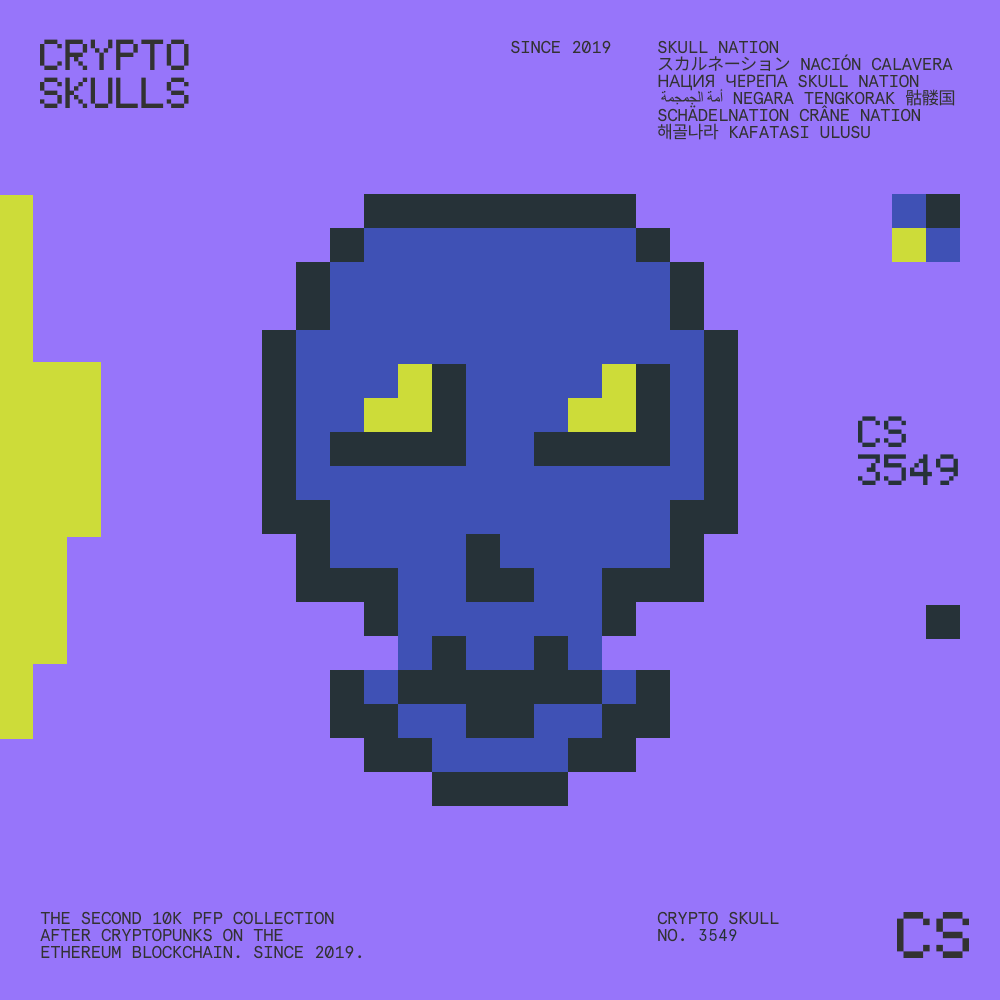 CRYPTO
SKULLS
SINCE 2019
SKULL NATION
スカルネーション NACIÓN CALAVERA
НАЦИЯ ЧЕРЕПА SKULL NATION
أمة الجمجمة NEGARA TENGKORAK 骷髅国
SCHÄDELNATION CRÂNE NATION
해골나라 KAFATASI ULUSU
CS
3549
THE SECOND 10K PFP COLLECTION
AFTER CRYPTOPUNKS ON THE
ETHEREUM BLOCKCHAIN. SINCE 2019.
CRYPTO SKULL
NO. 3549
CS